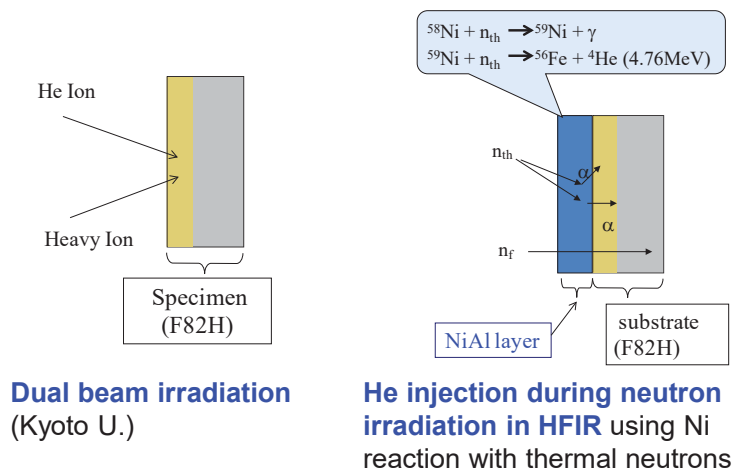 He Ion
Heavy Ion
Specimen
(F82H)
Dual beam irradiation
(Kyoto U.)
⁵⁸Ni + nₜₕ → ⁵⁹Ni + γ
⁵⁹Ni + nₜₕ → ⁵⁶Fe + ⁴He (4.76MeV)
nₜₕ
α
α
n_f
NiAl layer
substrate
(F82H)
He injection during neutron
irradiation in HFIR using Ni
reaction with thermal neutrons